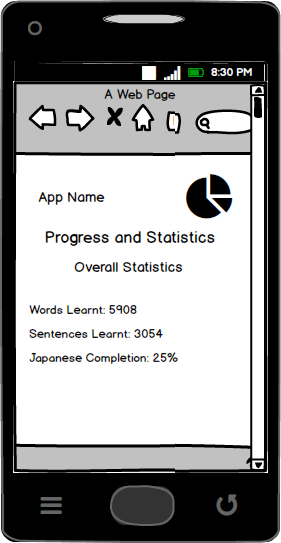 8:30 PM
A Web Page
App Name
Progress and Statistics
Overall Statistics
Words Learnt: 5908
Sentences Learnt: 3054
Japanese Completion: 25%